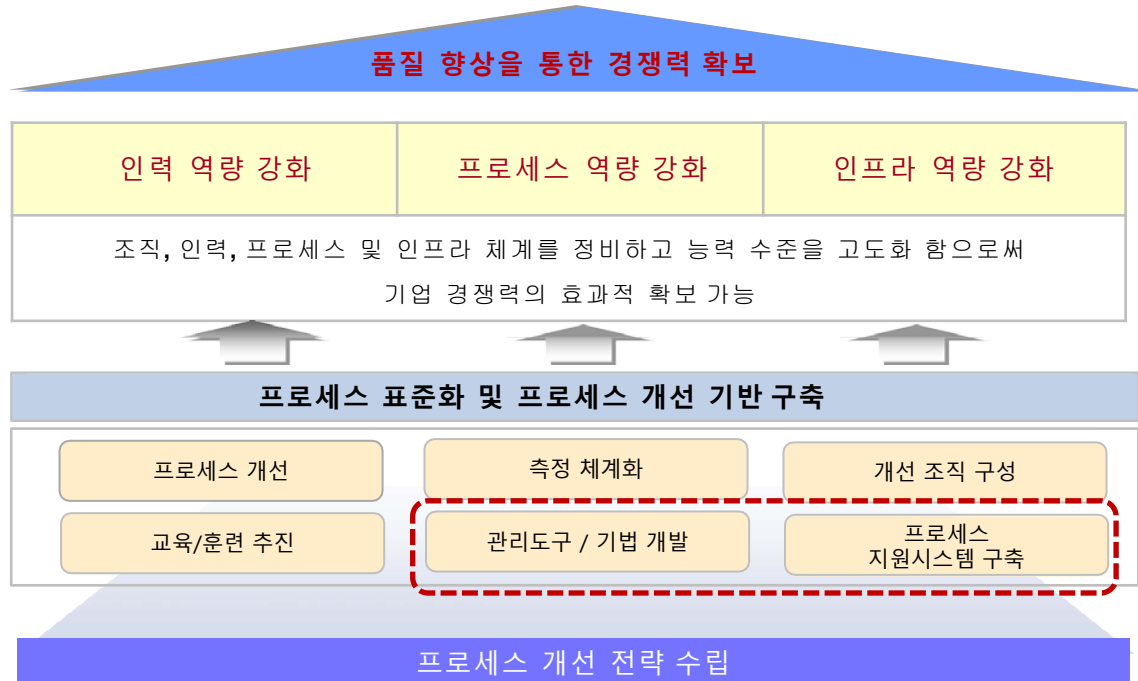 품질 향상을 통한 경쟁력 확보
인력 역량 강화
프로세스 역량 강화
인프라 역량 강화
조직, 인력, 프로세스 및 인프라 체계를 정비하고 능력 수준을 고도화 함으로써
기업 경쟁력의 효과적 확보 가능
프로세스 표준화 및 프로세스 개선 기반 구축
프로세스 개선
측정 체계화
개선 조직 구성
교육/훈련 추진
관리도구 / 기법 개발
프로세스
지원시스템 구축
프로세스 개선 전략 수립